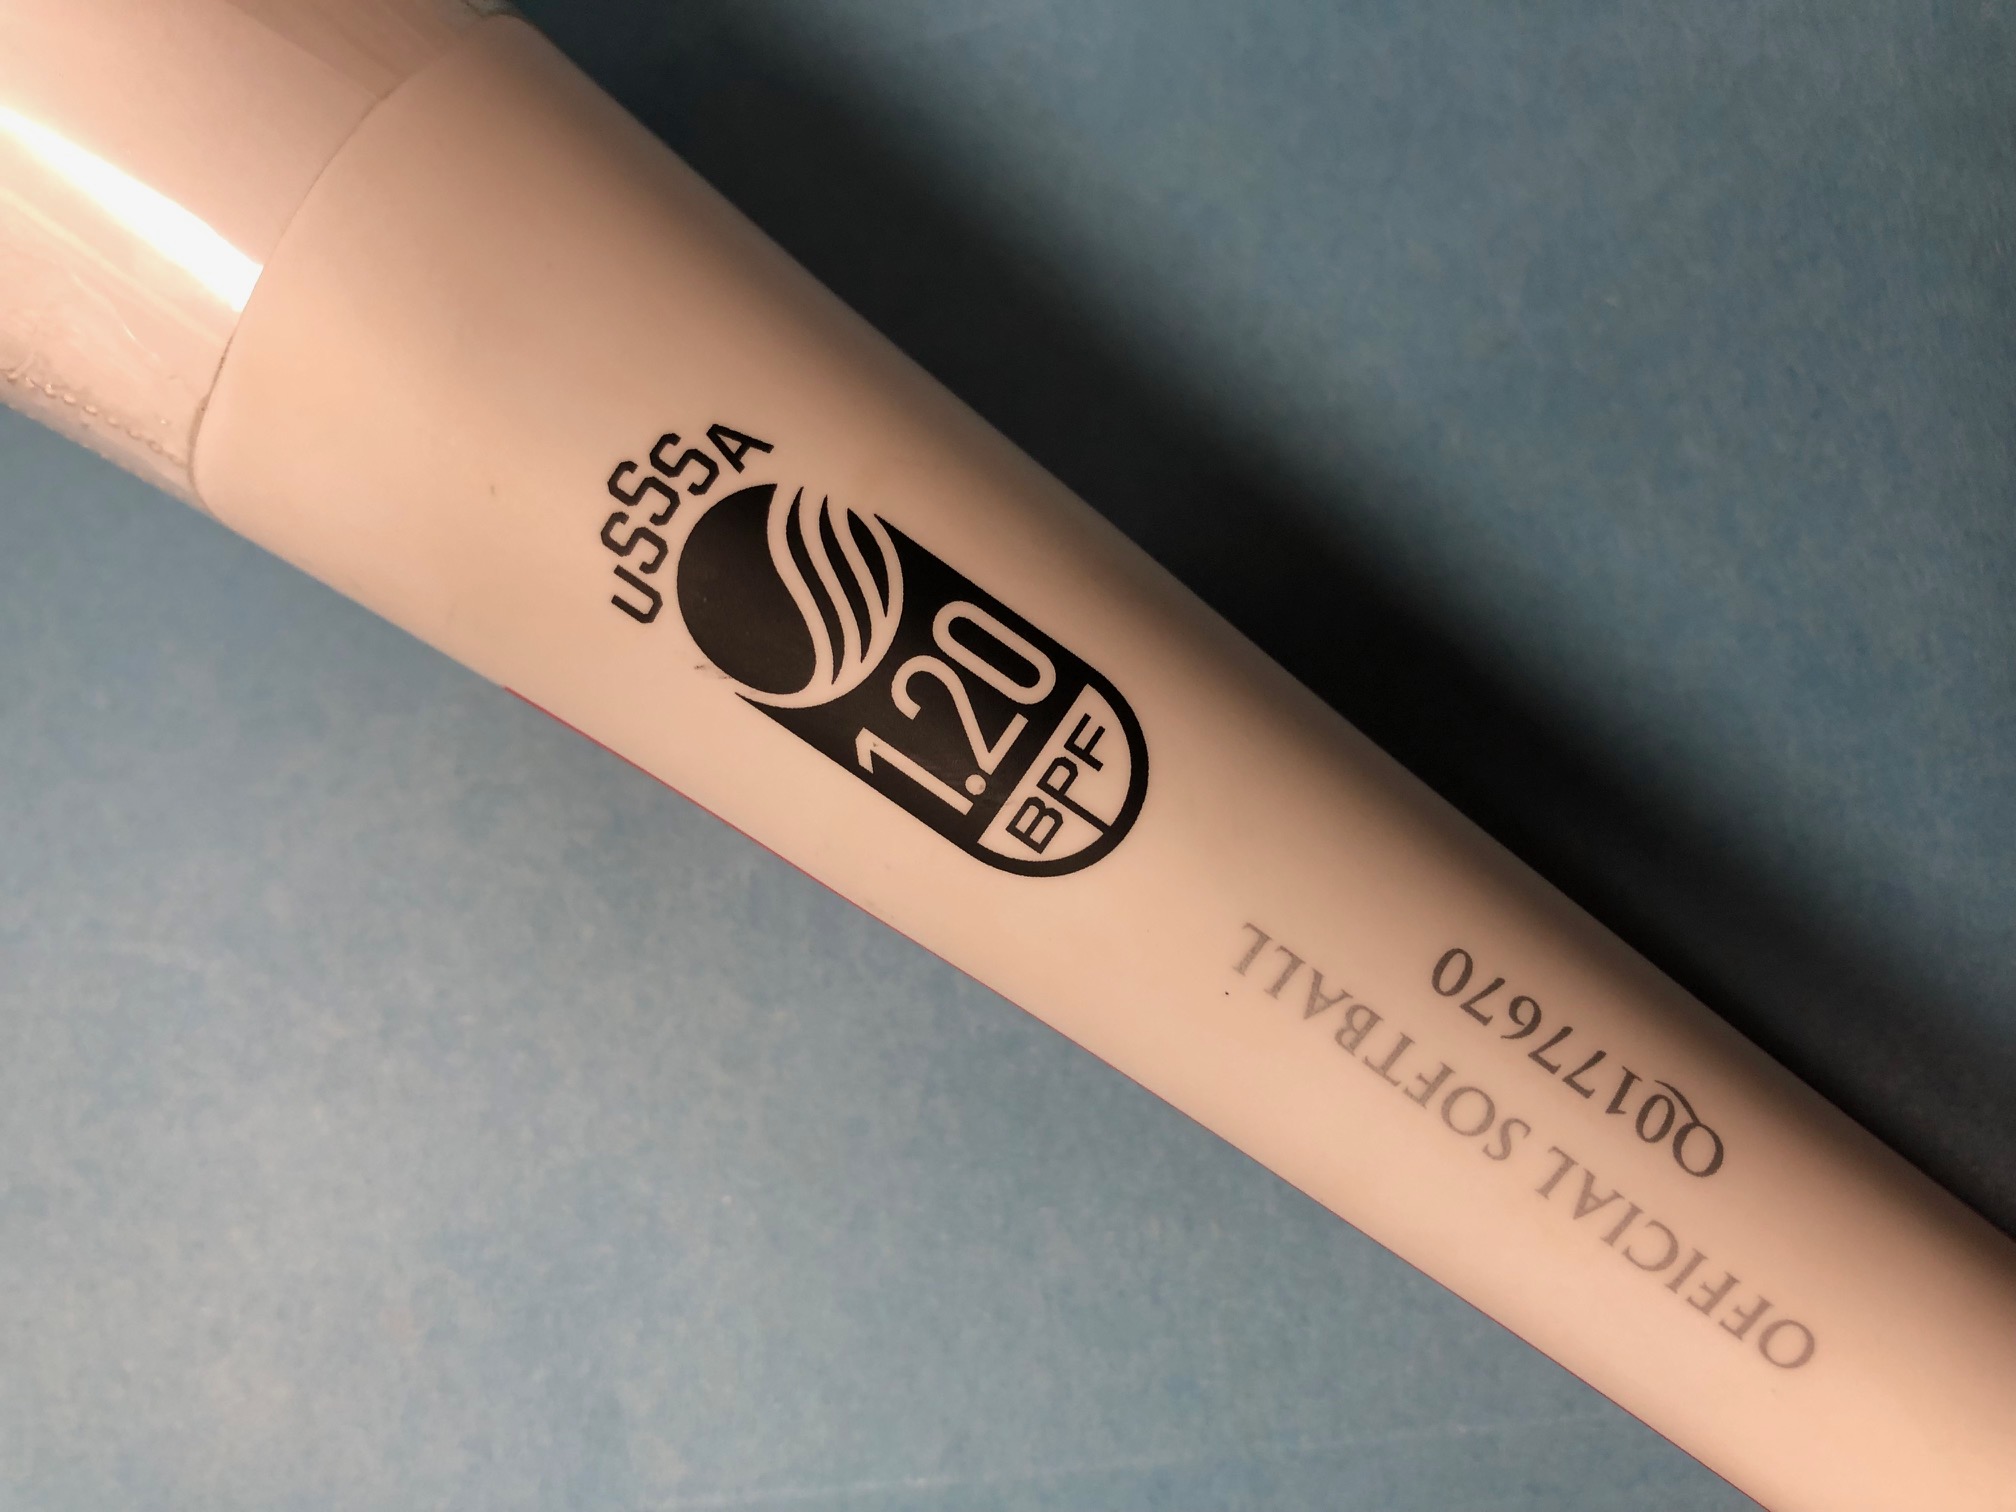 USSSA
1.20
BPF
OFFICIAL SOFTBALL
Q0177670